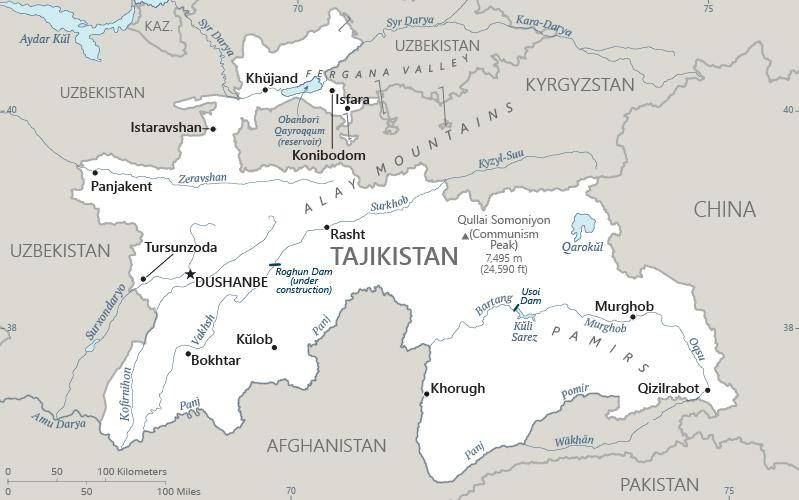 70
75
KAZ.
Syr Darya
Kara-Darya
Aydar Kŭl
Syr Darya
UZBEKISTAN
FERGANA VALLEY
Khŭjand
KYRGYZSTAN
UZBEKISTAN
Isfara
40
40
Obanbori
Qayroqqum
(reservoir)
Istaravshan
Konibodom
ALAY MOUNTAINS
Kyzyl-Suu
Panjakent
Zeravshan
Surkhob
CHINA
Qullai Somoniyon
(Communism
Peak)
7,495 m
(24,590 ft)
Rasht
Qarokŭl
UZBEKISTAN
Tursunzoda
TAJIKISTAN
DUSHANBE
Roghun Dam
(under
construction)
Surxondaryo
Usoi
Dam
Bartang
Murghob
38
38
Vakhsh
Panj
Kŭli
Sarez
Murghob
PAMIRS
Kŭlob
Oqsu
Bokhtar
Kofirnihon
Khorugh
Pomir
Qizilrabot
Panj
Amu Darya
AFGHANISTAN
Panj
Wākhān
0 50 100 Kilometers
0 50 100 Miles
PAKISTAN
70
75